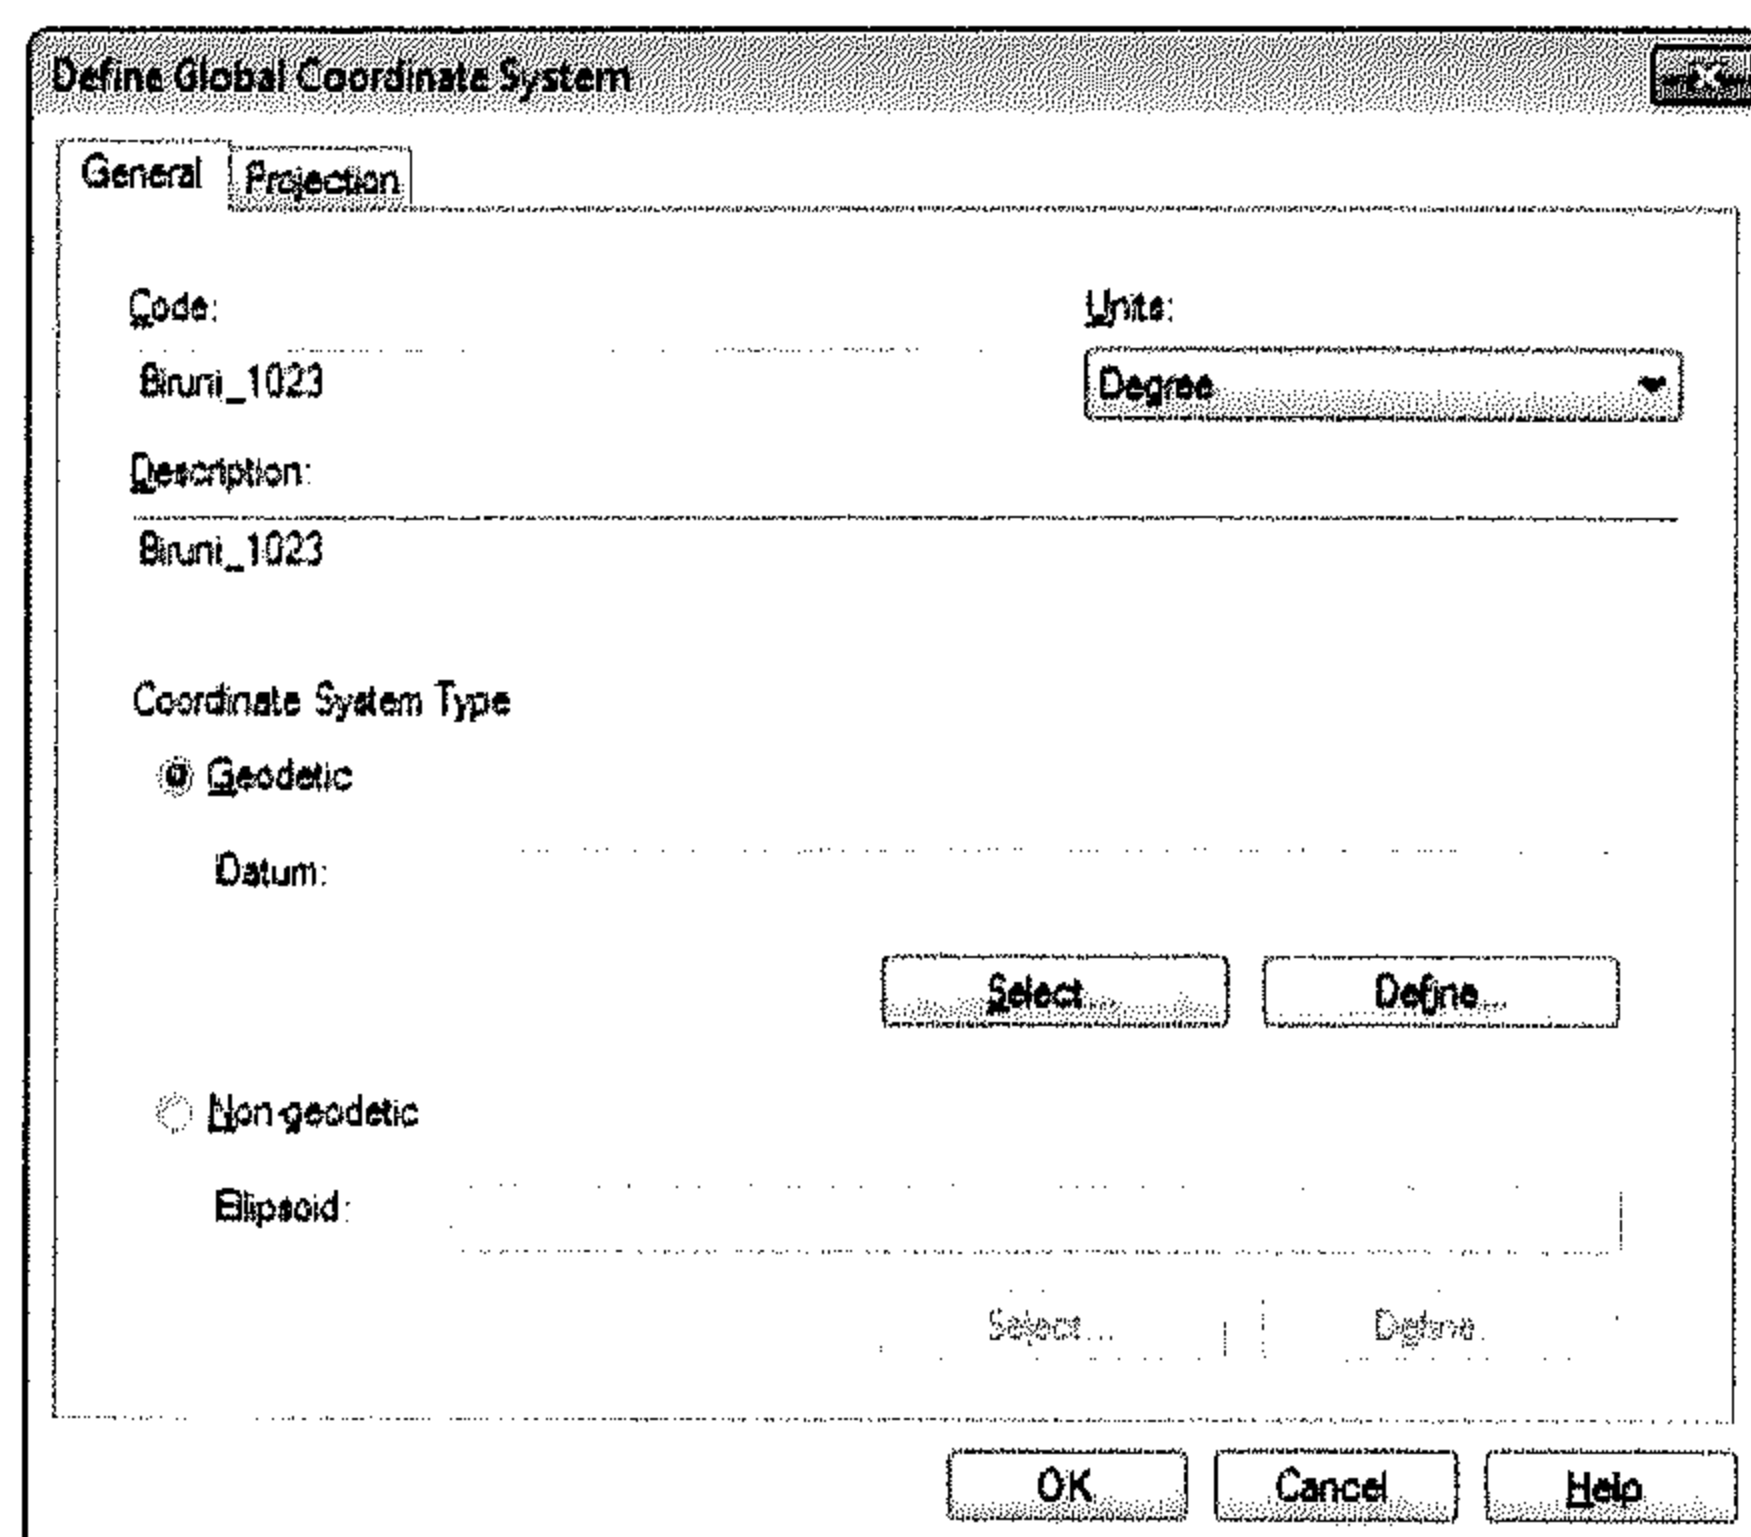 Define Global Coordinate System
General Projection
Code: Units:
Biruni_1023 Degree
Description:
Biruni_1023
Coordinate System Type
Geodetic
Datum:
Select... Define...
Non-geodetic
Ellipsoid:
Select... Define...
OK Cancel Help